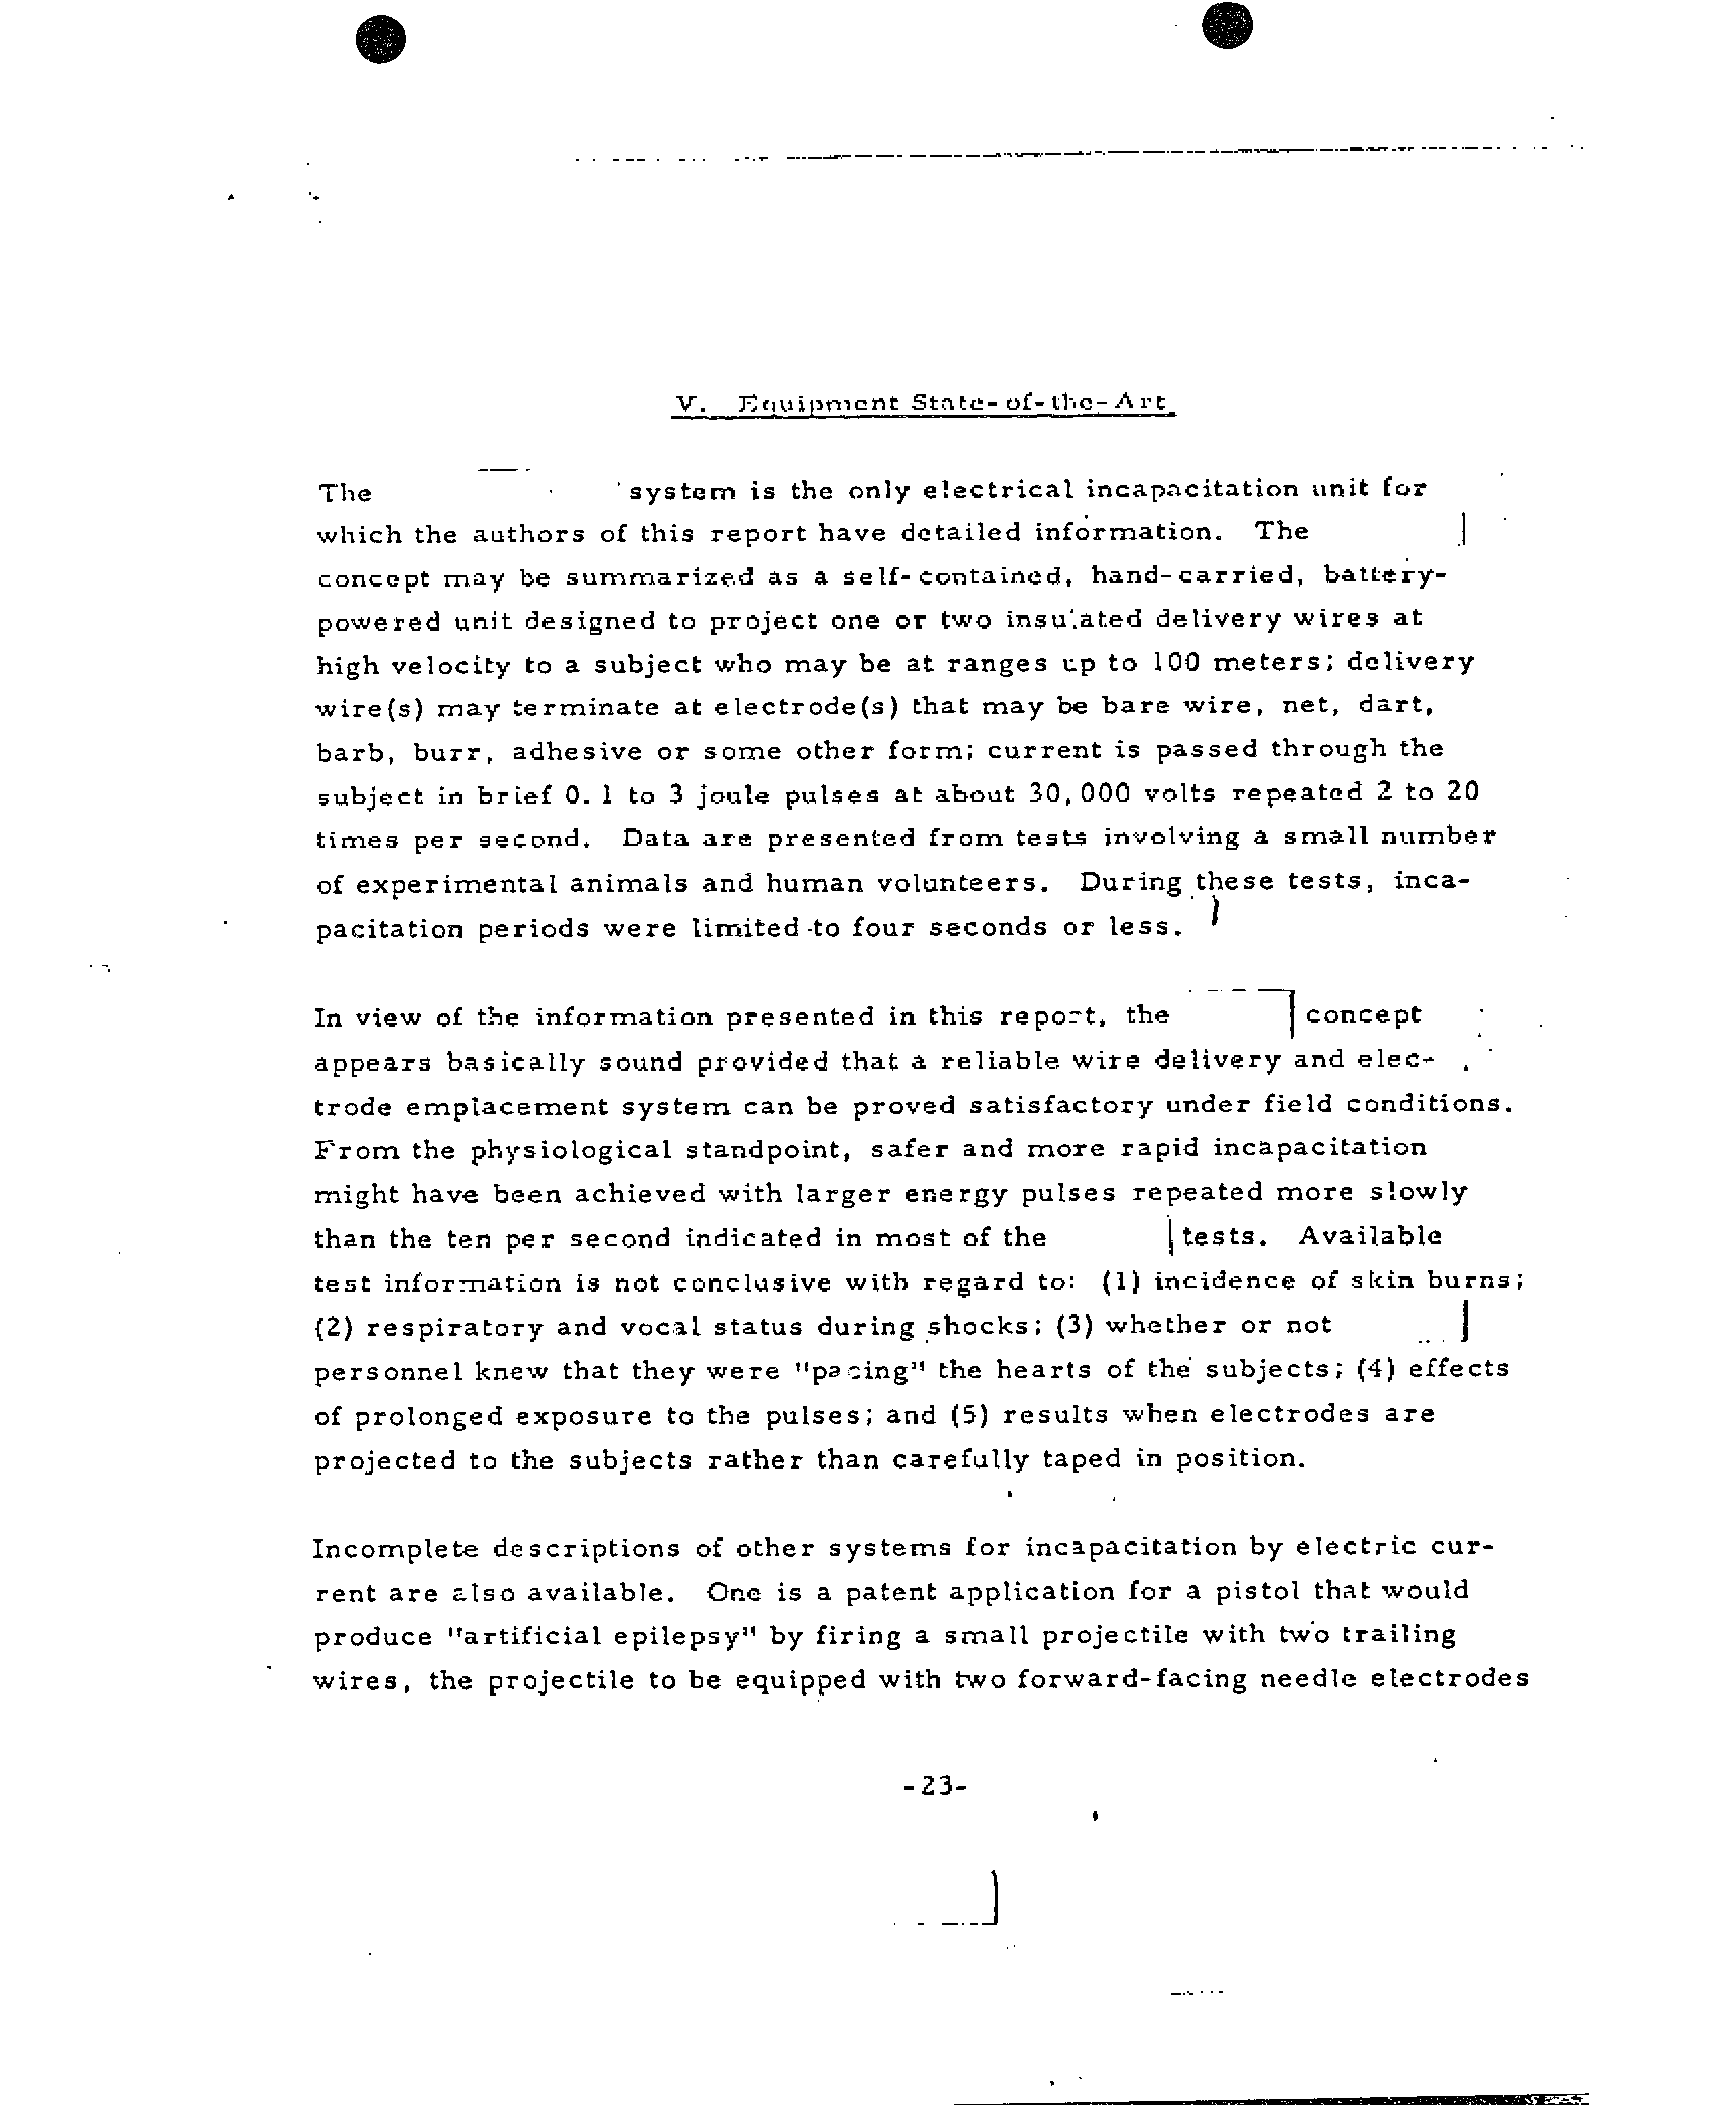 V. Equipment State-of-the-Art
The system is the only electrical incapacitation unit for
which the authors of this report have detailed information. The
concept may be summarized as a self-contained, hand-carried, battery-
powered unit designed to project one or two insulated delivery wires at
high velocity to a subject who may be at ranges up to 100 meters; delivery
wire(s) may terminate at electrode(s) that may be bare wire, net, dart,
barb, burr, adhesive or some other form; current is passed through the
subject in brief 0.1 to 3 joule pulses at about 30,000 volts repeated 2 to 20
times per second. Data are presented from tests involving a small number
of experimental animals and human volunteers. During these tests, inca-
pacitation periods were limited to four seconds or less.
In view of the information presented in this report, the concept
appears basically sound provided that a reliable wire delivery and elec-
trode emplacement system can be proved satisfactory under field conditions.
From the physiological standpoint, safer and more rapid incapacitation
might have been achieved with larger energy pulses repeated more slowly
than the ten per second indicated in most of the tests. Available
test information is not conclusive with regard to: (1) incidence of skin burns;
(2) respiratory and vocal status during shocks; (3) whether or not
personnel knew that they were "pacing" the hearts of the subjects; (4) effects
of prolonged exposure to the pulses; and (5) results when electrodes are
projected to the subjects rather than carefully taped in position.
Incomplete descriptions of other systems for incapacitation by electric cur-
rent are also available. One is a patent application for a pistol that would
produce "artificial epilepsy" by firing a small projectile with two trailing
wires, the projectile to be equipped with two forward-facing needle electrodes
-23-